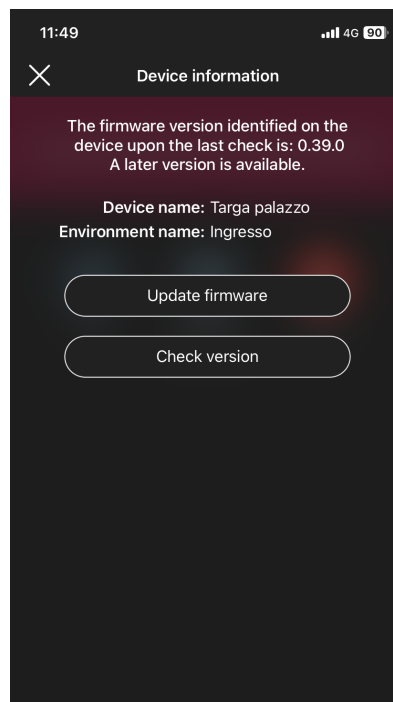 11:49
4G 90
Device information
The firmware version identified on the
device upon the last check is: 0.39.0
A later version is available.
Device name: Targa palazzo
Environment name: Ingresso
Update firmware
Check version